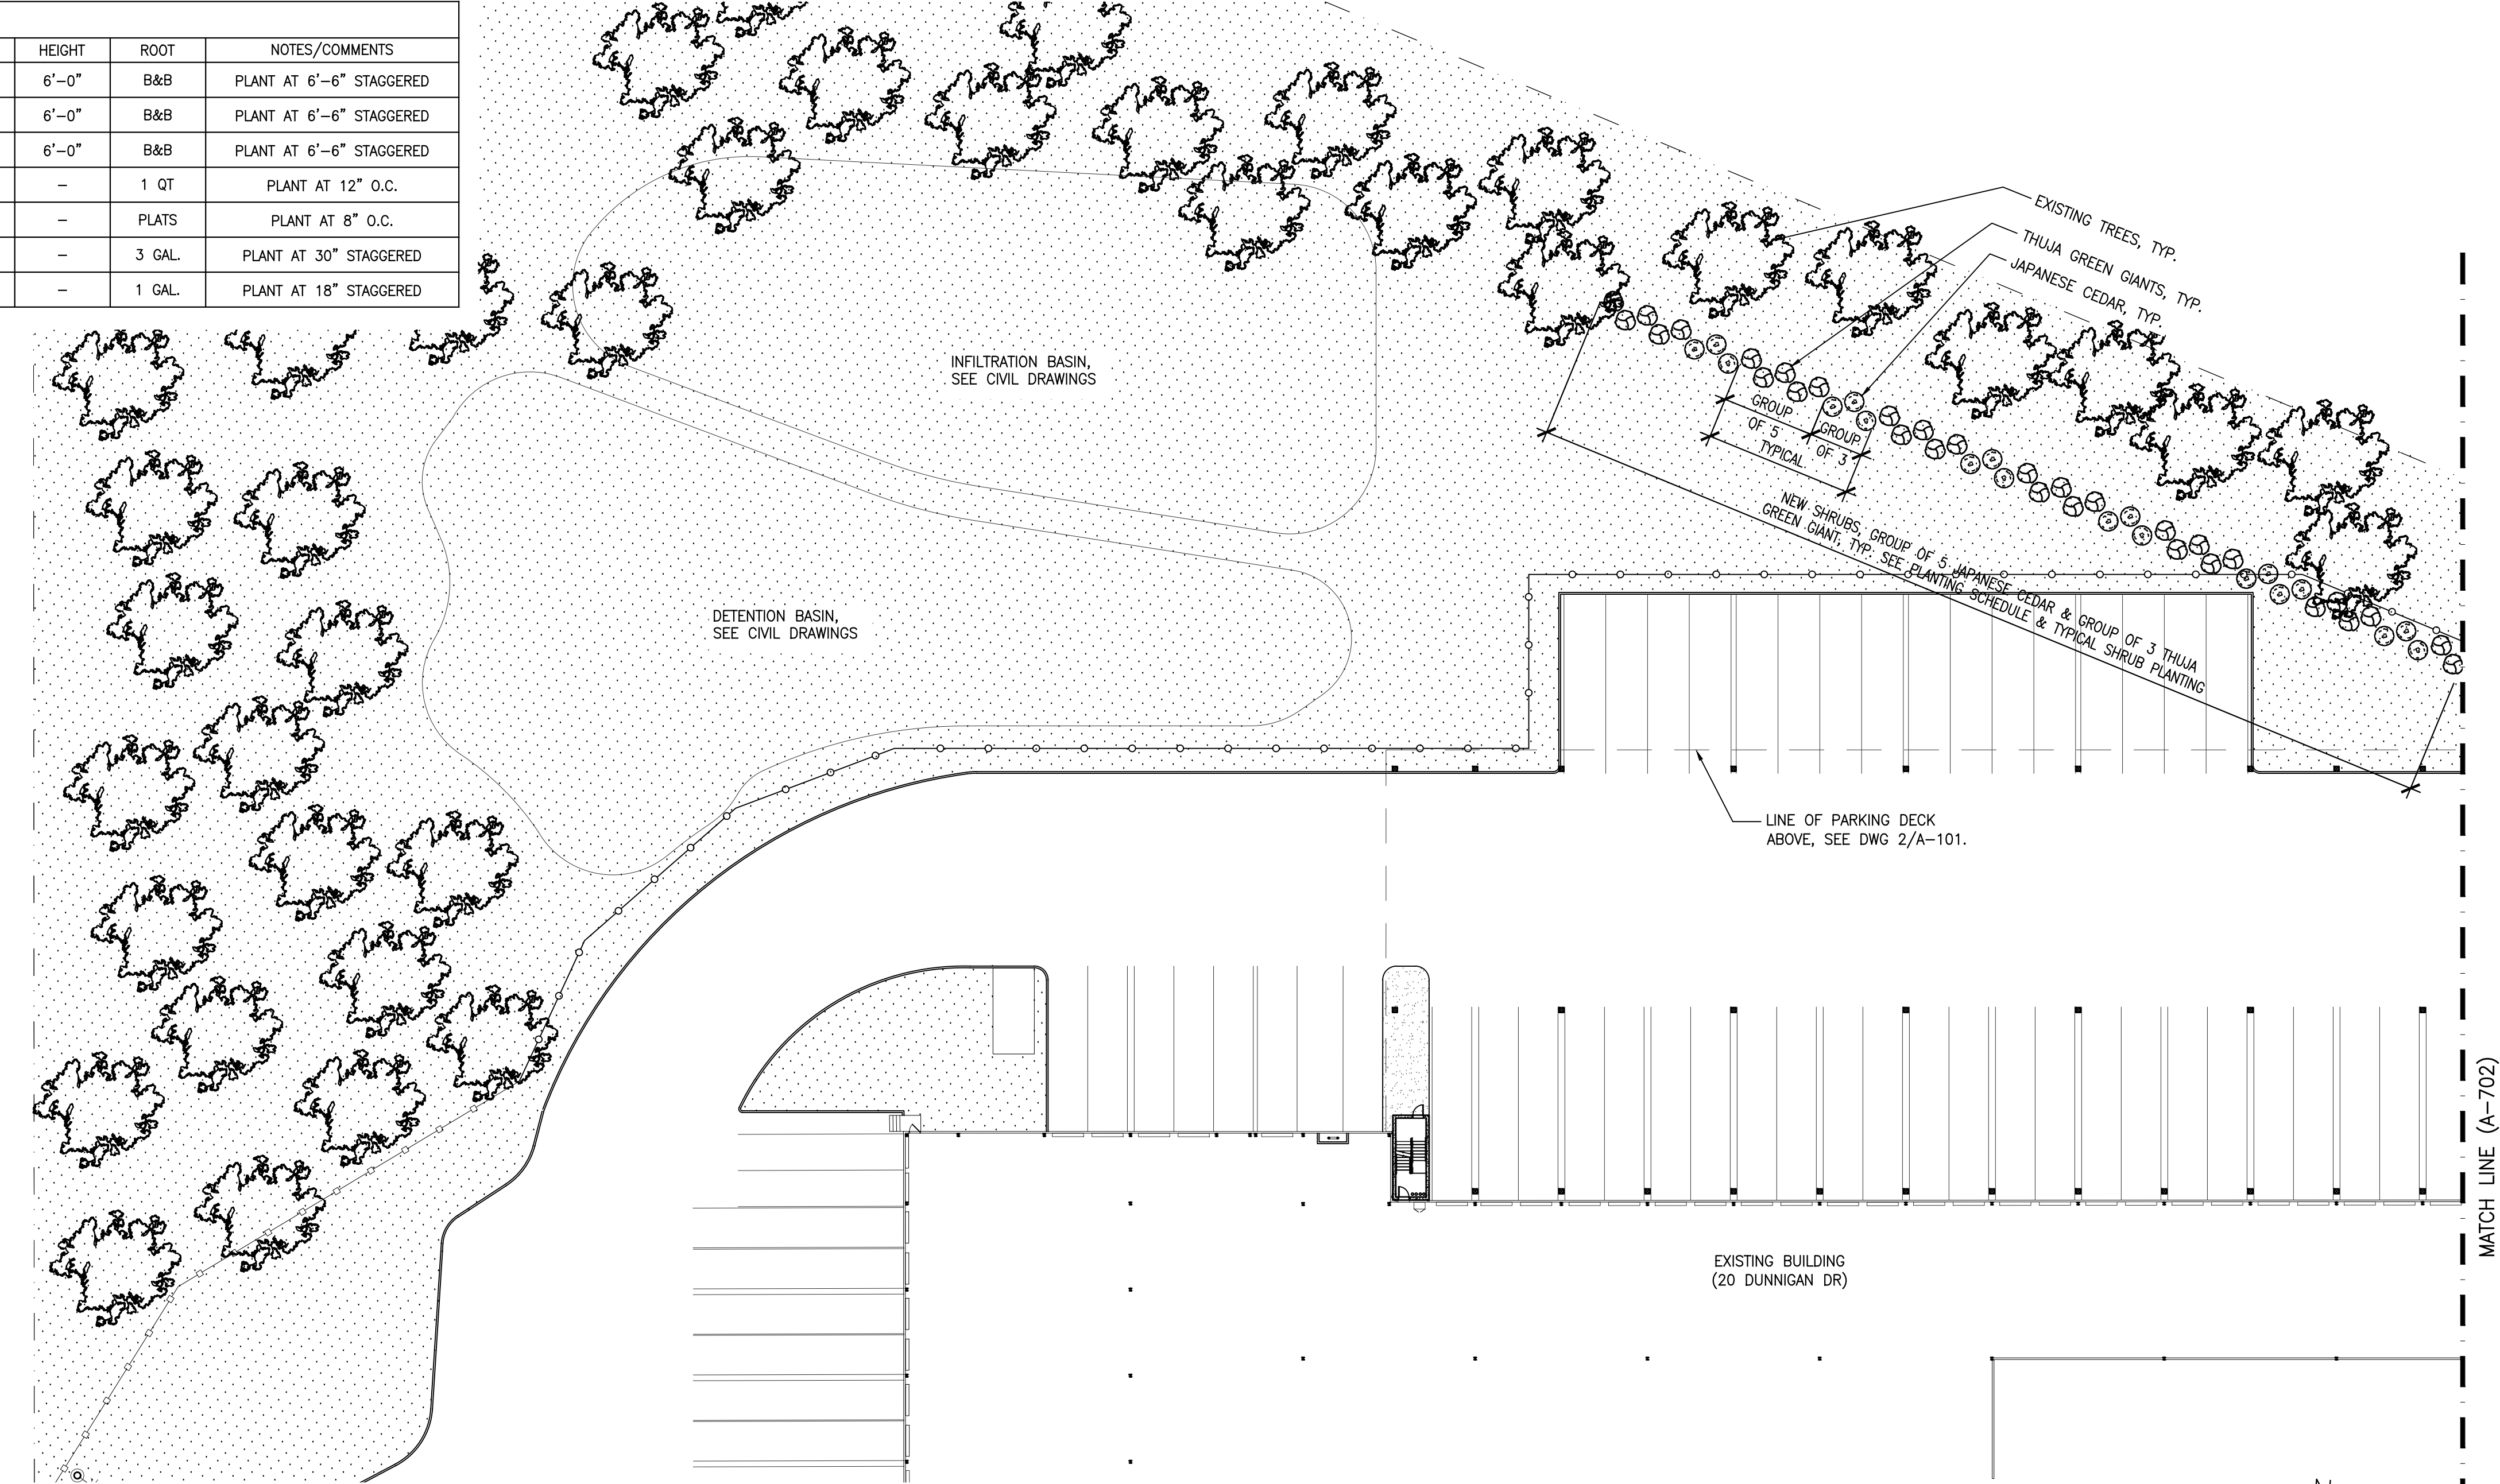 HEIGHT ROOT NOTES/COMMENTS
6'-0" B&B PLANT AT 6'-6" STAGGERED
6'-0" B&B PLANT AT 6'-6" STAGGERED
6'-0" B&B PLANT AT 6'-6" STAGGERED
- 1 QT PLANT AT 12" O.C.
- PLATS PLANT AT 8" O.C.
- 3 GAL. PLANT AT 30" STAGGERED
- 1 GAL. PLANT AT 18" STAGGERED
EXISTING TREES, TYP.
THUJA GREEN GIANTS, TYP.
JAPANESE CEDAR, TYP.
INFILTRATION BASIN,
SEE CIVIL DRAWINGS
GROUP
OF 5
GROUP
OF 3
TYPICAL
NEW SHRUBS, GROUP OF 5 JAPANESE CEDAR & GROUP OF 3 THUJA
GREEN GIANT, TYP. SEE PLANTING SCHEDULE & TYPICAL SHRUB PLANTING
DETENTION BASIN,
SEE CIVIL DRAWINGS
LINE OF PARKING DECK
ABOVE, SEE DWG 2/A-101.
MATCH LINE (A-702)
EXISTING BUILDING
(20 DUNNIGAN DR)